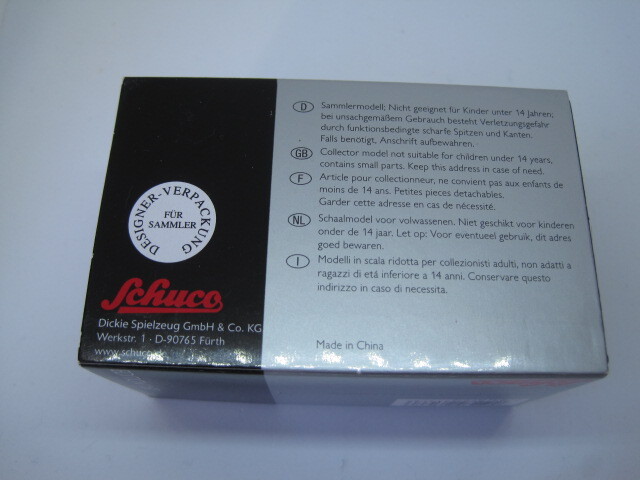 DESIGNER-VERPACKUNG
FÜR
SAMMLER
Schuco
Dickie Spielzeug GmbH & Co. KG
Werkstr. 1 · D-90765 Fürth
D Sammlermodell; Nicht geeignet für Kinder unter 14 Jahren;
bei unsachgemäßem Gebrauch besteht Verletzungsgefahr
durch funktionsbedingte scharfe Spitzen und Kanten.
Falls benötigt, Anschrift aufbewahren.
GB Collector model not suitable for children under 14 years,
contains small parts. Keep this address in case of need.
F Article pour collectionneur, ne convient pas aux enfants de
moins de 14 ans. Petites pieces detachables.
Garder cette adresse en cas de nécessité.
NL Schaalmodel voor volwassenen. Niet geschikt voor kinderen
onder de 14 jaar. Let op: Voor eventueel gebruik, dit adres
goed bewaren.
I Modelli in scala ridotta per collezionisti adulti, non adatti a
ragazzi di etá inferiore a 14 anni. Conservare questo
indirizzo in caso di necessita.
Made in China